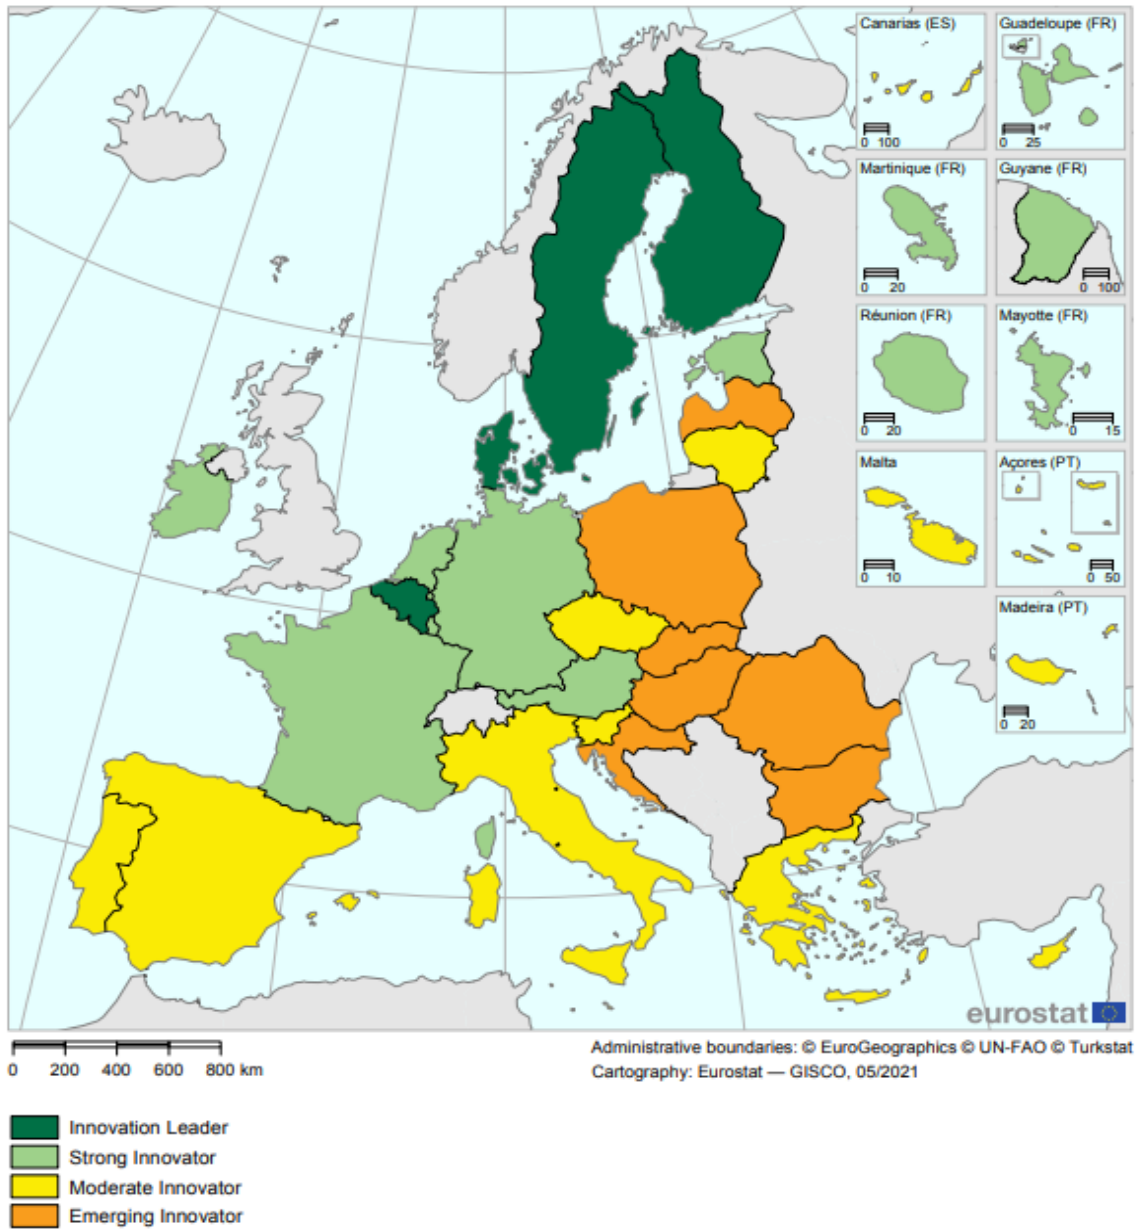 Canarias (ES)
0 100
Guadeloupe (FR)
0 25
Martinique (FR)
0 20
Guyane (FR)
0 100
Réunion (FR)
0 20
Mayotte (FR)
0 15
Malta
0 10
Açores (PT)
0 50
Madeira (PT)
0 20
eurostat
Administrative boundaries: © EuroGeographics © UN-FAO © Turkstat
Cartography: Eurostat — GISCO, 05/2021
0 200 400 600 800 km
Innovation Leader
Strong Innovator
Moderate Innovator
Emerging Innovator